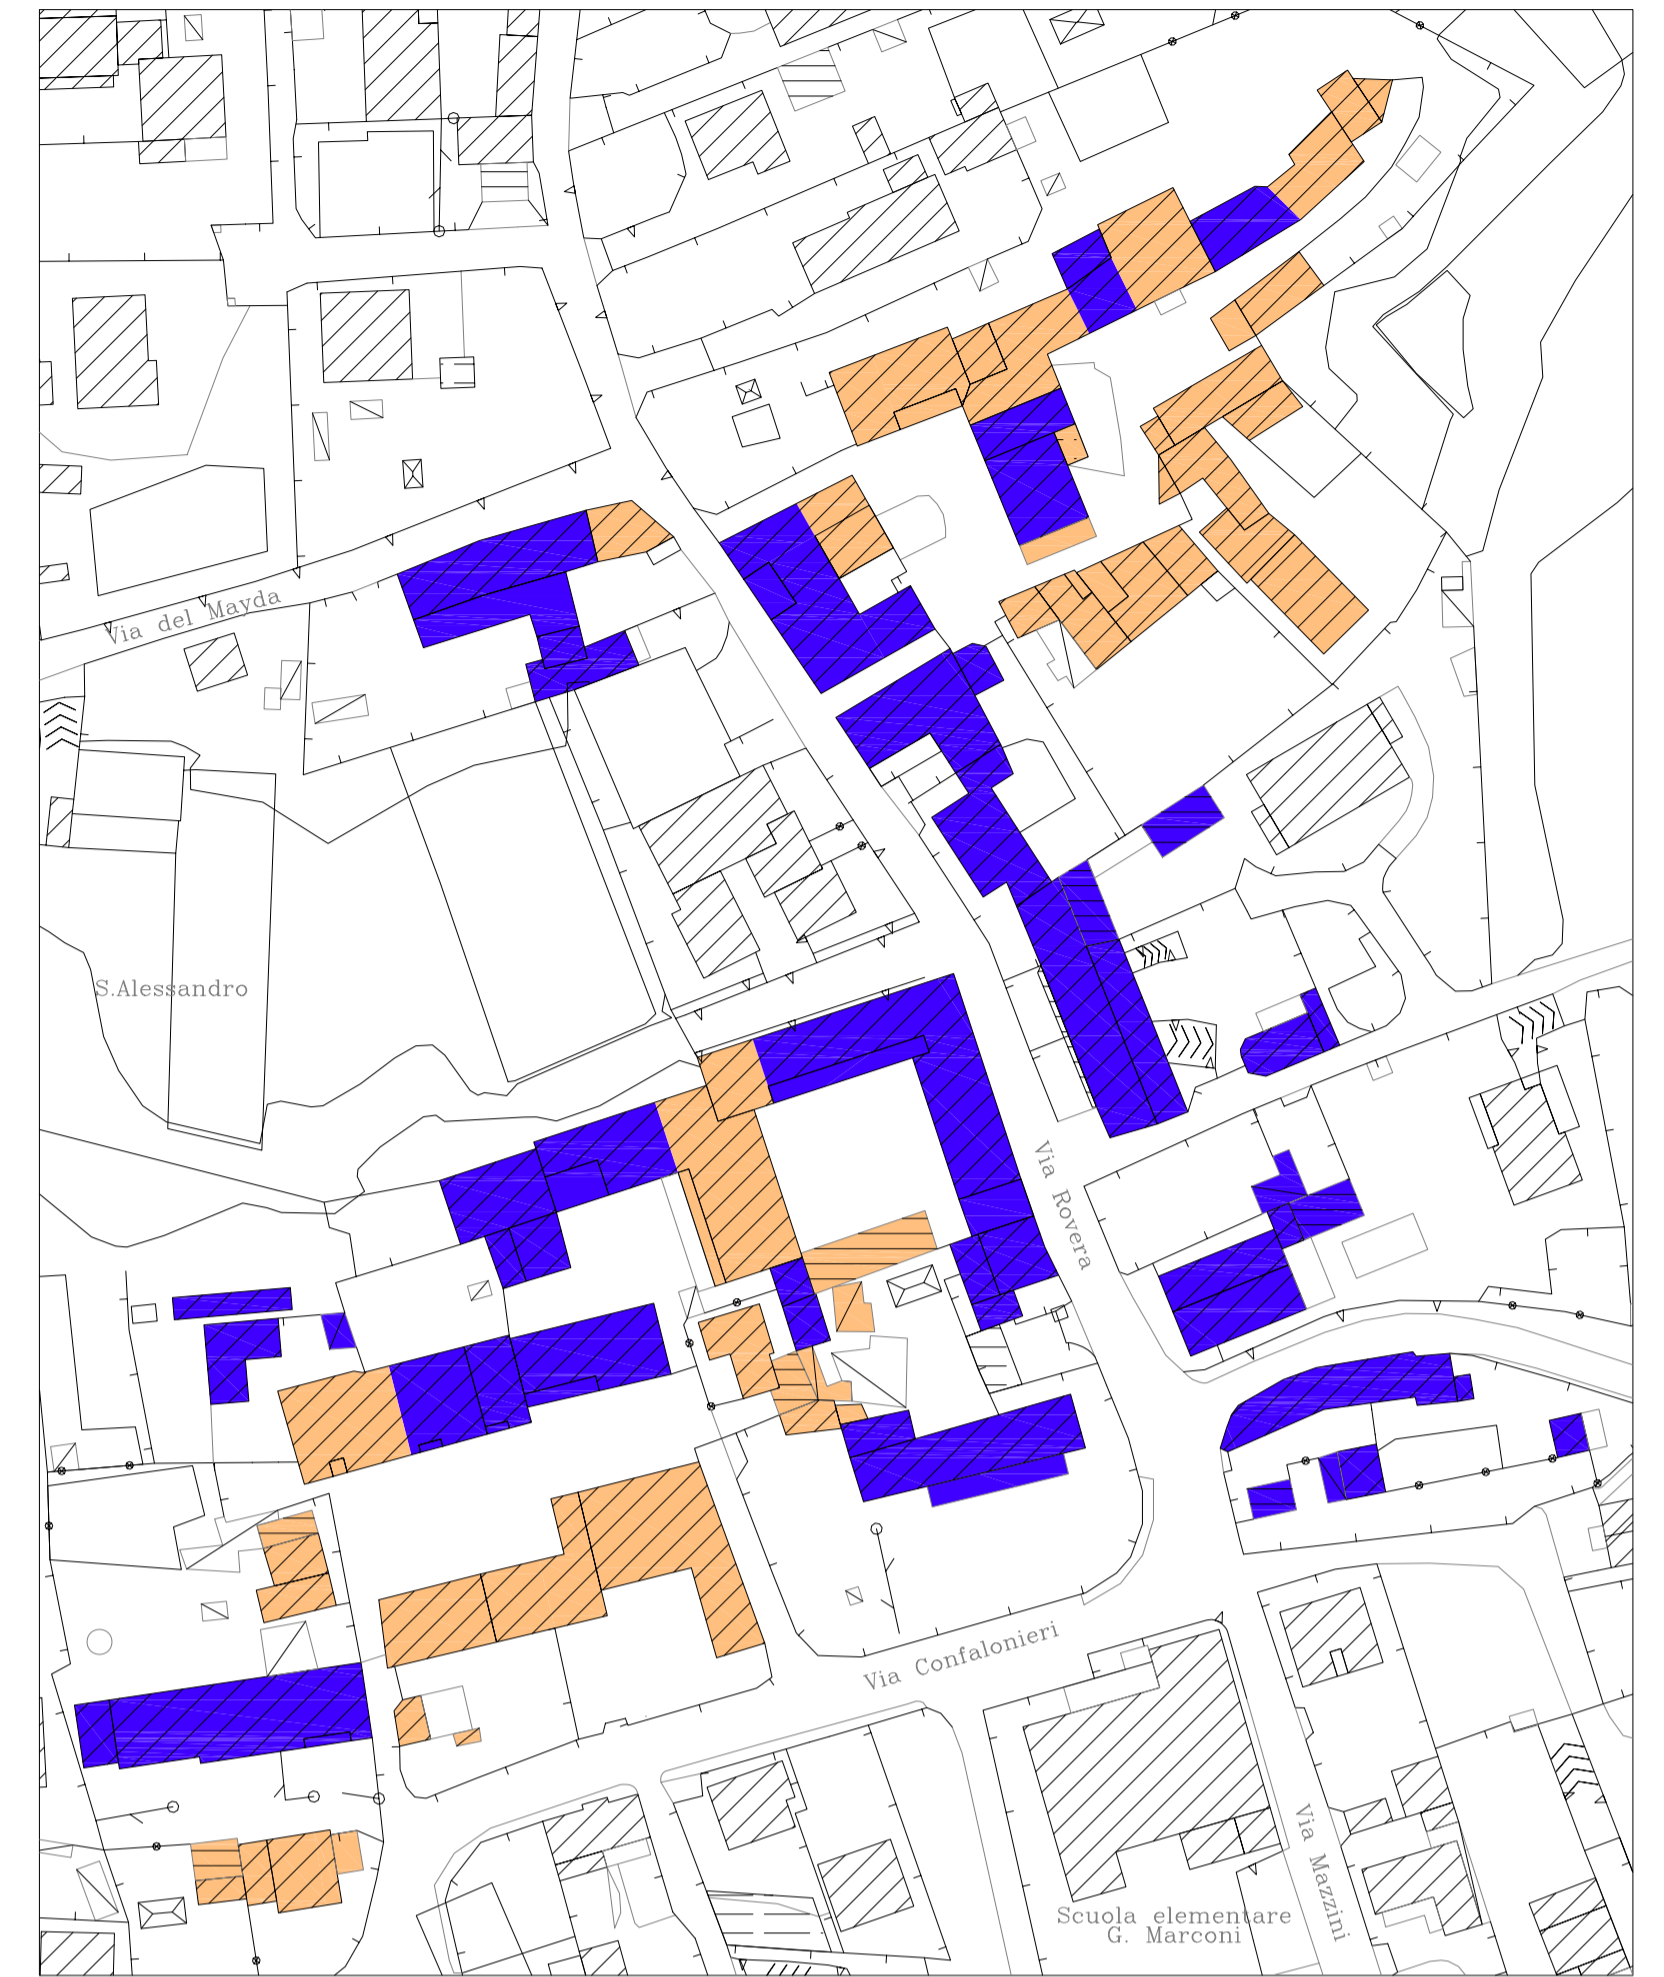 Via del Mayda
S.Alessandro
Via Rovera
Via Confalonieri
Via Mazzini
Scuola elementare
G. Marconi